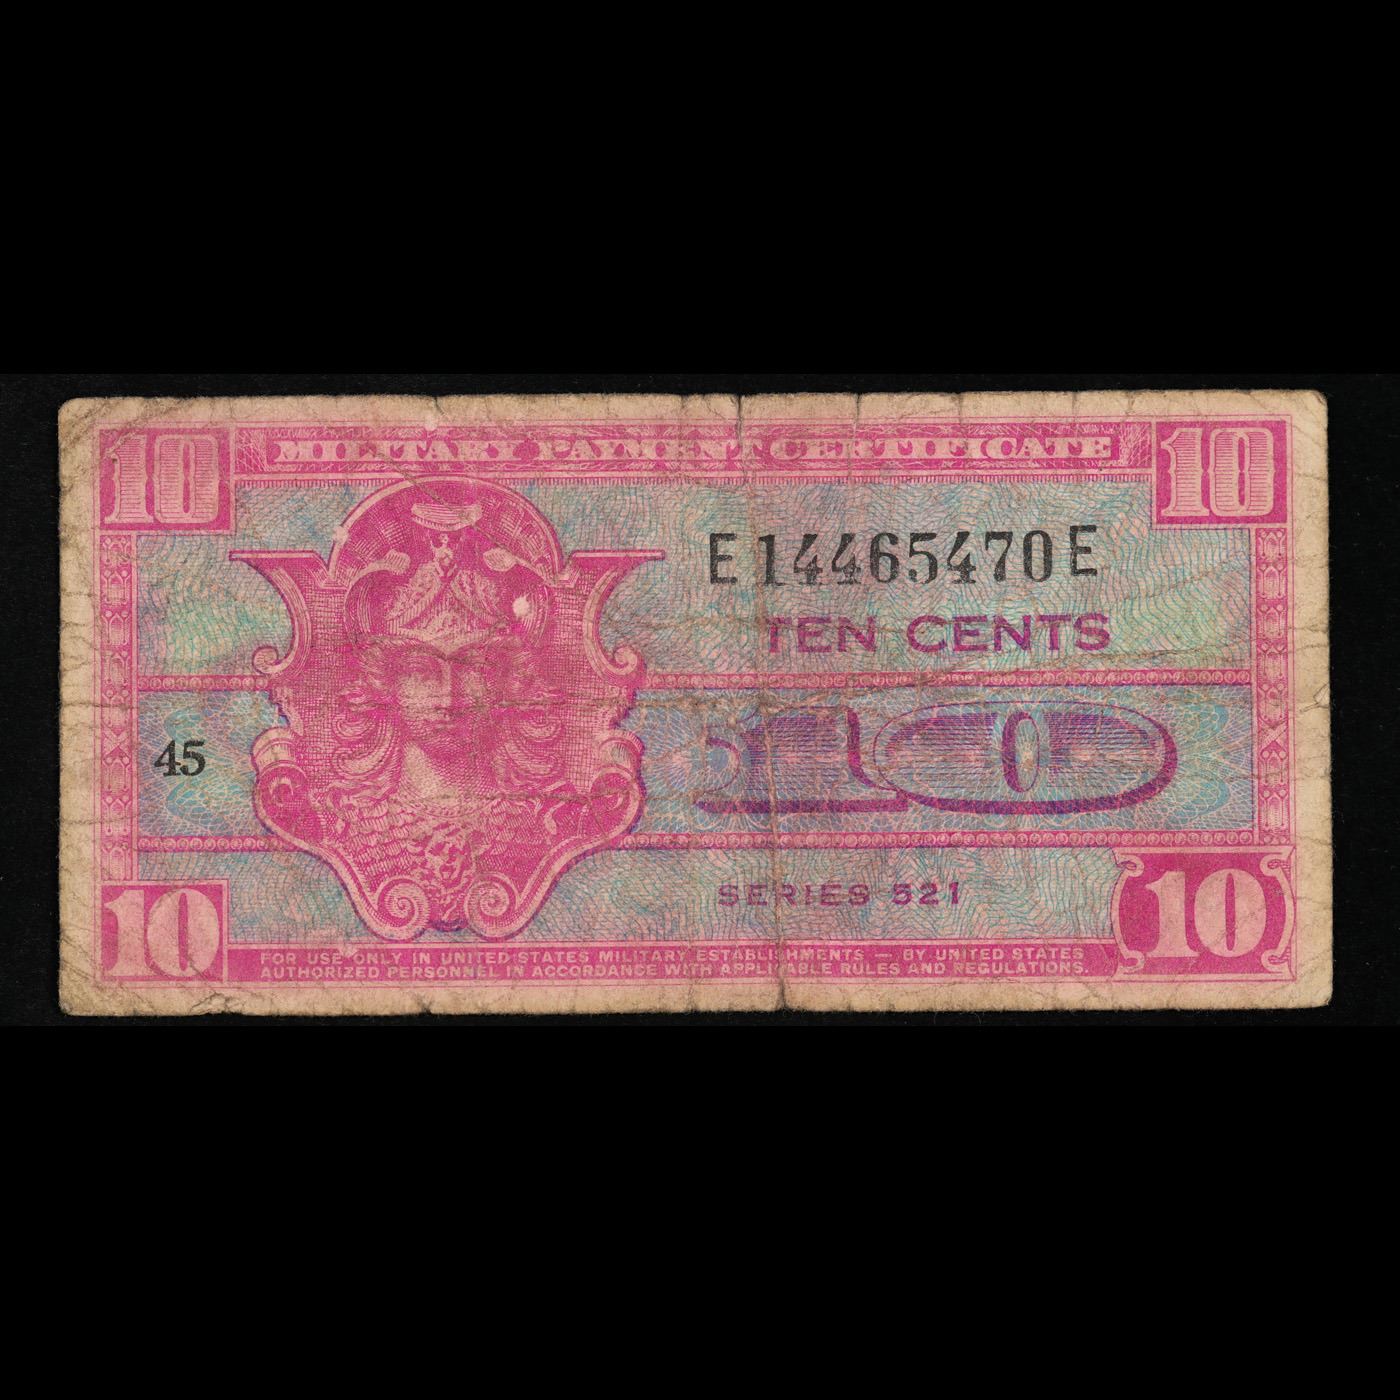 10 MILITARY PAYMENT CERTIFICATE 10
E14465470E
TEN CENTS
45
10
SERIES 521
10 10
FOR USE ONLY IN UNITED STATES MILITARY ESTABLISHMENTS — BY UNITED STATES
AUTHORIZED PERSONNEL IN ACCORDANCE WITH APPLICABLE RULES AND REGULATIONS.